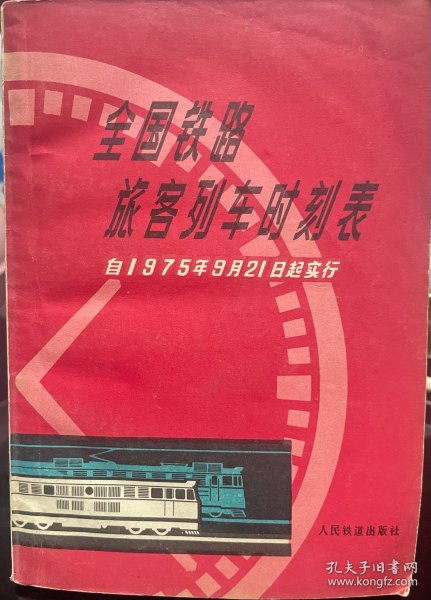 全国铁路
旅客列车时刻表
自1975年9月21日起实行
人民铁道出版社
孔夫子旧书网
www.kongfz.com